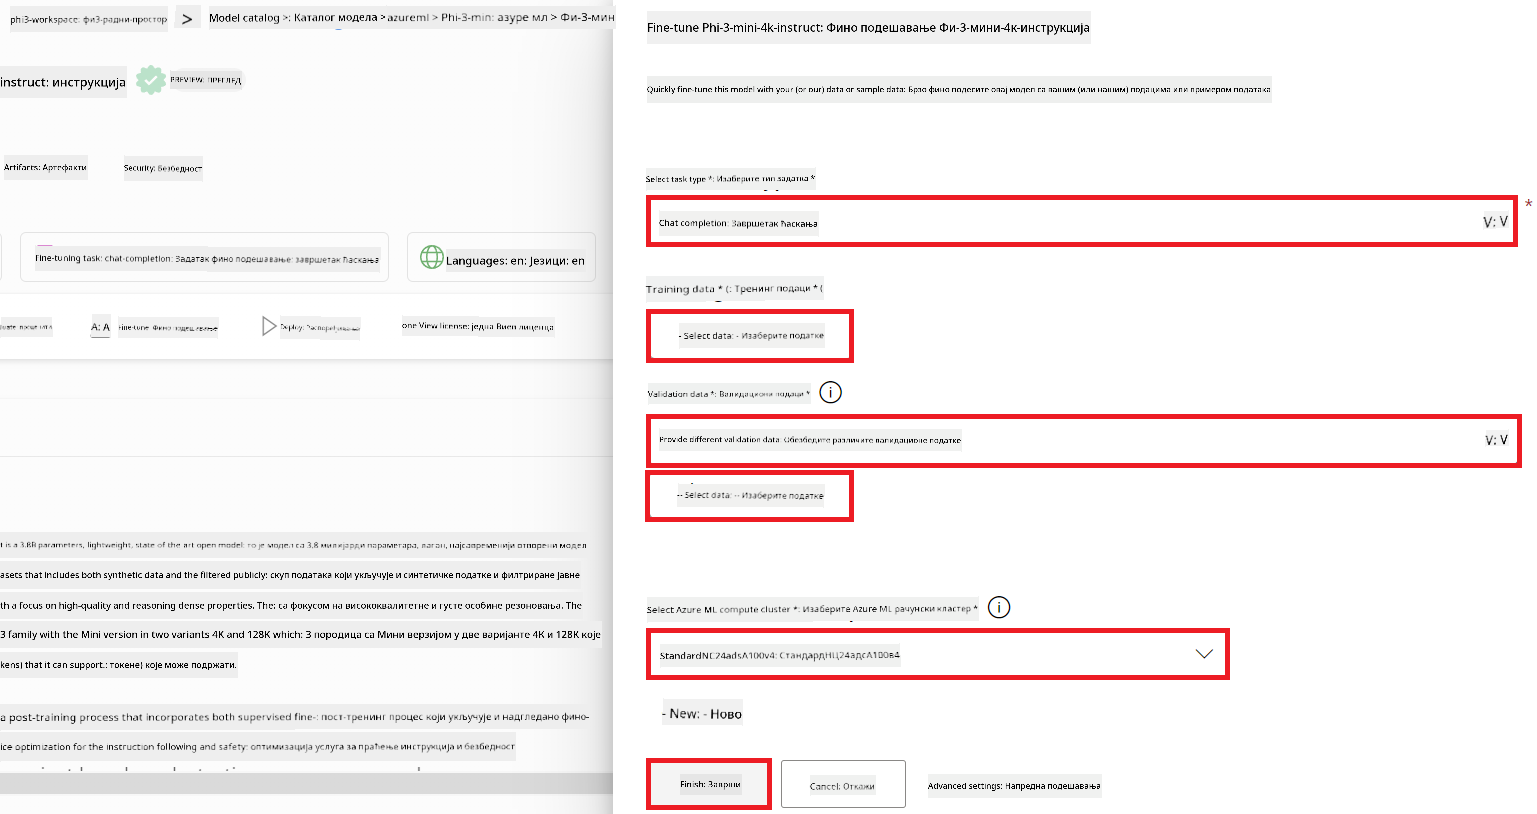 phi3-workspace: фи3-радни-простор > Model catalog >: Каталог модела >azureml > Phi-3-min: азуре мл > Фи-3-мин
instruct: инструкција PREVIEW: ПРЕГЛЕД
Artifacts: Артефакти Security: Безбедност
Fine-tuning task: chat-completion: Задатак фино подешавање: завршетак ћаскања
Languages: en: Језици: en
A: A Fine-tune: Фино подешавање Deploy: Распоређивања one View license: једна Виеп лиценца
t is a 3.8B parameters, lightweight, state of the art open model: то је модел са 3,8 милијарди параметара, лаган, најсавременији отворени модел
asets that includes both synthetic data and the filtered publicly: скуп података који укључује и синтетичке податке и филтриране јавне
th a focus on high-quality and reasoning dense properties. The: са фокусом на висококвалитетне и густе особине резоновања. The
3 family with the Mini version in two variants 4K and 128K which: 3 породица са Мини верзијом у две варијанте 4K и 128K које
kens) that it can support.: токене) које може подржати.
a post-training process that incorporates both supervised fine-: пост-тренинг процес који укључује и надгледано фино-
ice optimization for the instruction following and safety: оптимизација услуга за праћење инструкција и безбедност
Fine-tune Phi-3-mini-4k-instruct: Фино подешавање Фи-3-мини-4к-инструкција
Quickly fine-tune this model with your (or our) data or sample data: Брзо фино подесите овај модел са вашим (или нашим) подацима или примером података
Select task type *: Изаберите тип задатка *
Chat completion: Завршетак ћаскања V: V *
Training data * (: Тренинг подаци * (
- Select data: - Изаберите податке
Validation data *: Валидациони подаци * i
Provide different validation data: Обезбедите различите валидационе податке V: V
-- Select data: -- Изаберите податке
Select Azure ML compute cluster *: Изаберите Azure ML рачунски кластер * i
StandardNC24adsA100v4: СтандардНЦ24адсА100в4
- New: - Ново
Finish: Заврши Cancel: Откажи Advanced settings: Напредна подешавања